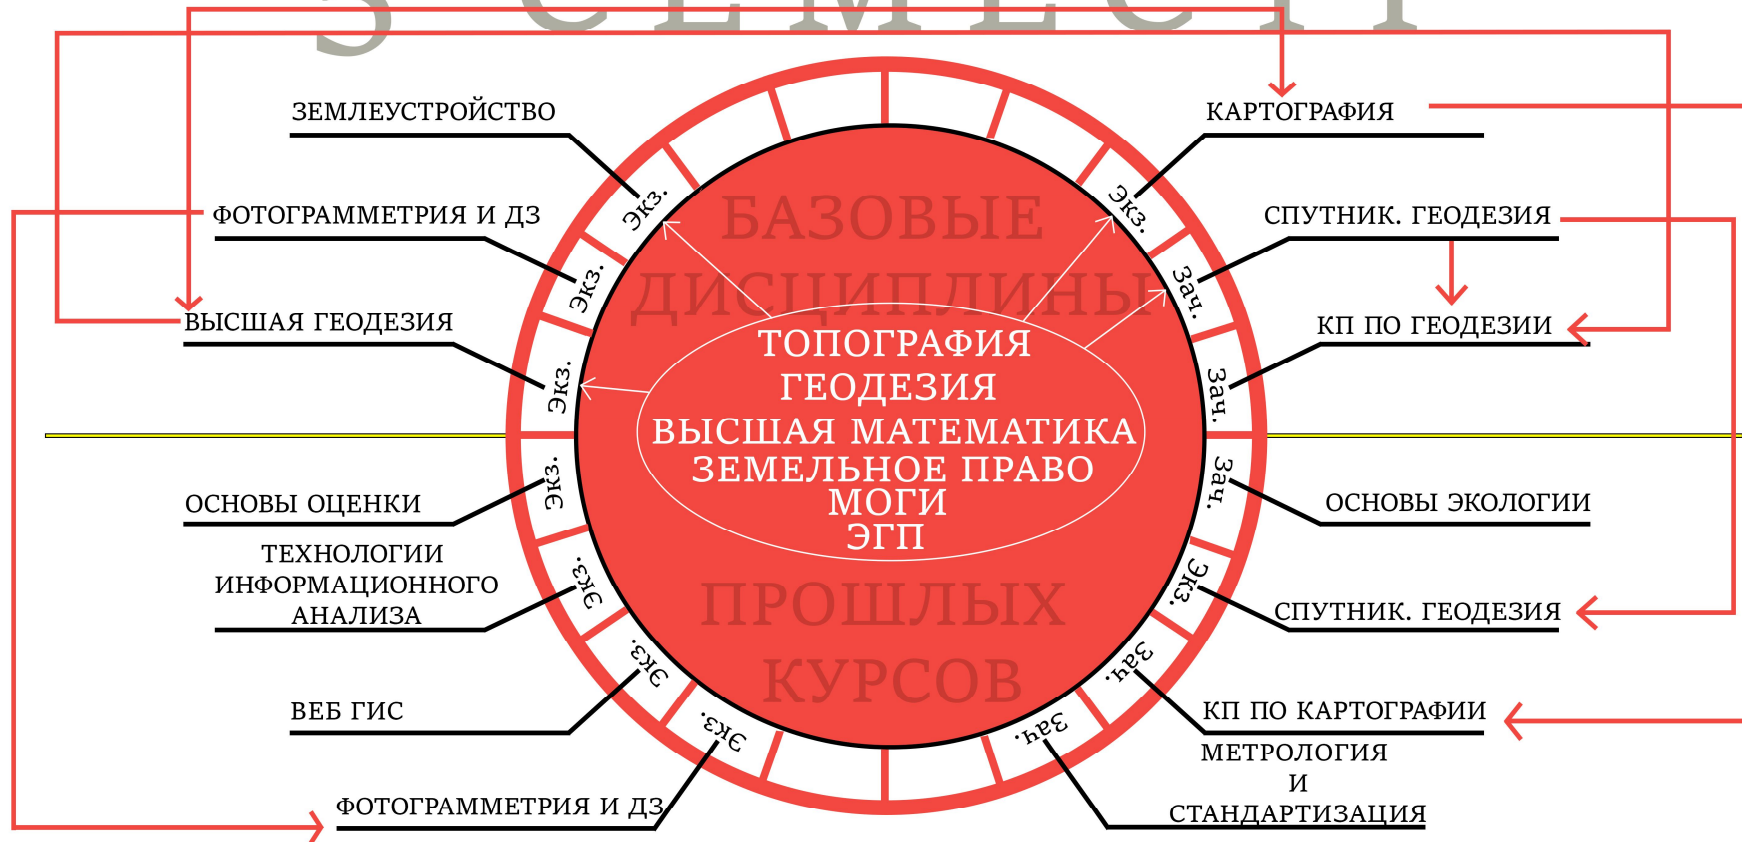 5 СЕМЕСТР
ЗЕМЛЕУСТРОЙСТВО
ФОТОГРАММЕТРИЯ И ДЗ
ВЫСШАЯ ГЕОДЕЗИЯ
ОСНОВЫ ОЦЕНКИ
ТЕХНОЛОГИИ
ИНФОРМАЦИОННОГО
АНАЛИЗА
ВЕБ ГИС
ФОТОГРАММЕТРИЯ И ДЗ
Экз.
Экз.
Экз.
Экз.
Экз.
Экз.
Экз.
БАЗОВЫЕ
ДИСЦИПЛИНЫ
ТОПОГРАФИЯ
ГЕОДЕЗИЯ
ВЫСШАЯ МАТЕМАТИКА
ЗЕМЕЛЬНОЕ ПРАВО
МОГИ
ЭГП
ПРОШЛЫХ
КУРСОВ
Экз.
Зач.
Зач.
Зач.
Экз.
Зач.
Зач.
КАРТОГРАФИЯ
СПУТНИК. ГЕОДЕЗИЯ
КП ПО ГЕОДЕЗИИ
ОСНОВЫ ЭКОЛОГИИ
СПУТНИК. ГЕОДЕЗИЯ
КП ПО КАРТОГРАФИИ
МЕТРОЛОГИЯ
И
СТАНДАРТИЗАЦИЯ